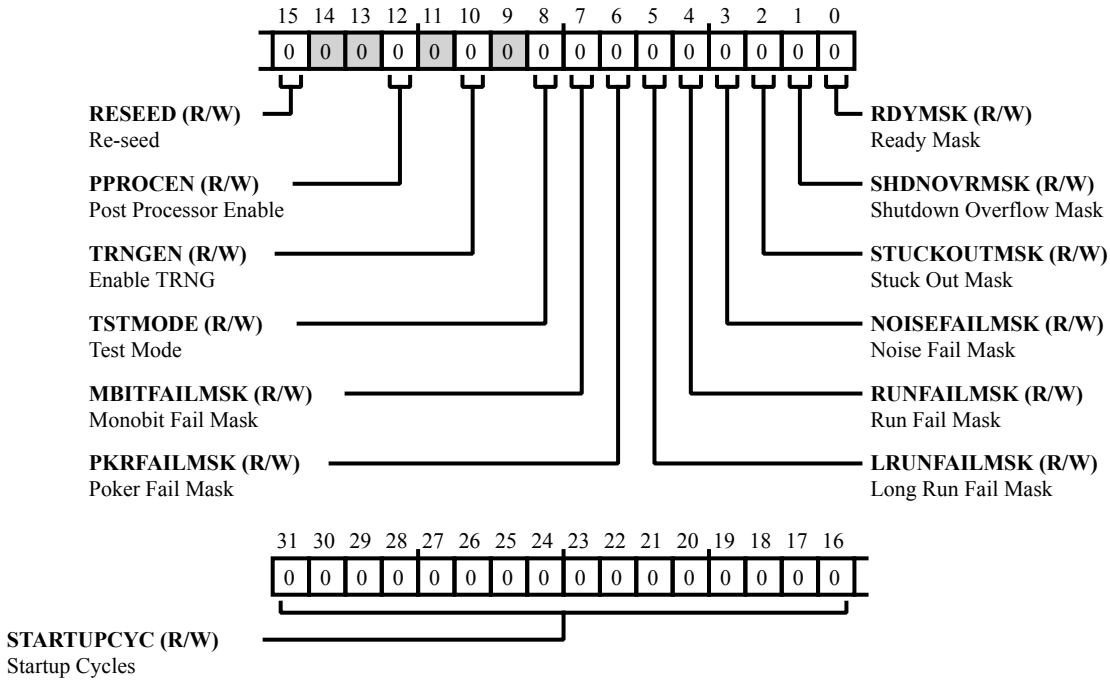 15 14 13 12 11 10 9 8 7 6 5 4 3 2 1 0
0 0 0 0 0 0 0 0 0 0 0 0 0 0 0 0
RESEED (R/W)
Re-seed
PPROCEN (R/W)
Post Processor Enable
TRNGEN (R/W)
Enable TRNG
TSTMODE (R/W)
Test Mode
MBITFAILMSK (R/W)
Monobit Fail Mask
PKRFAILMSK (R/W)
Poker Fail Mask
RDYMSK (R/W)
Ready Mask
SHDNOVRMSK (R/W)
Shutdown Overflow Mask
STUCKOUTMSK (R/W)
Stuck Out Mask
NOISEFAILMSK (R/W)
Noise Fail Mask
RUNFAILMSK (R/W)
Run Fail Mask
LRUNFAILMSK (R/W)
Long Run Fail Mask
31 30 29 28 27 26 25 24 23 22 21 20 19 18 17 16
0 0 0 0 0 0 0 0 0 0 0 0 0 0 0 0
STARTUPCYC (R/W)
Startup Cycles